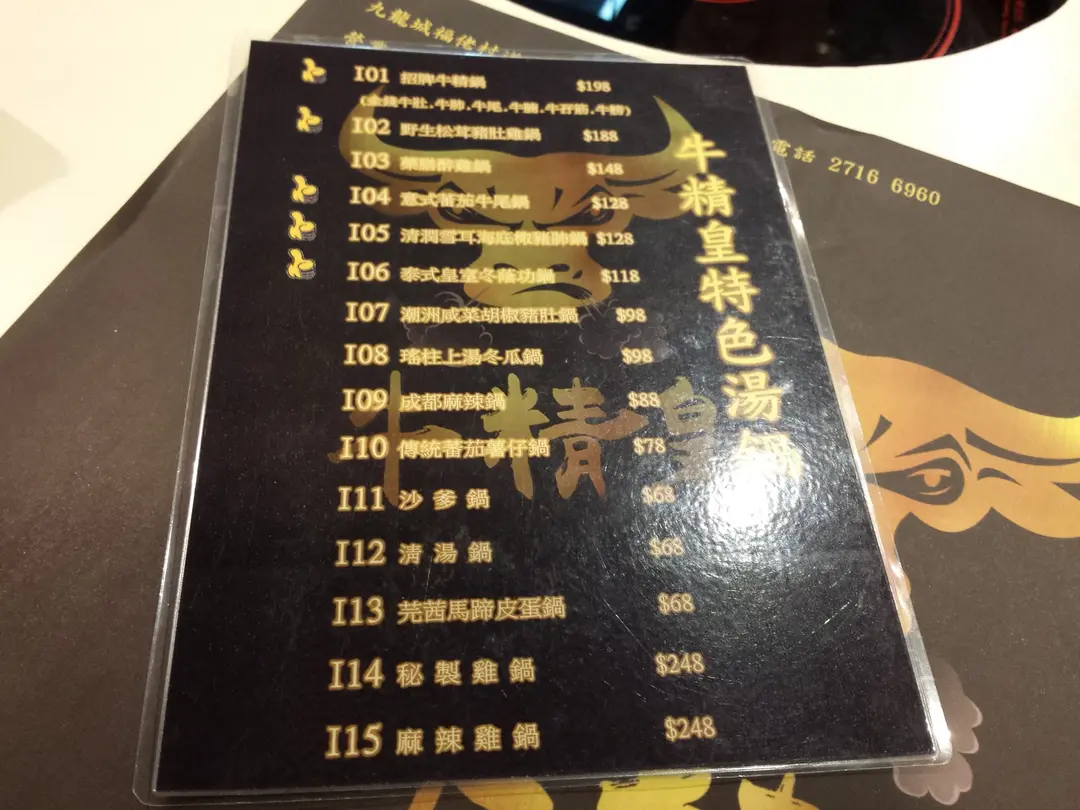 九龍城福佬村
電話 2716 6960
牛精皇特色湯鍋
I01 招牌牛精鍋 $198
(金錢牛肚,牛肺,牛尾,牛腩,牛孖筋,牛膀)
I02 野生松茸豬肚雞鍋 $188
I03 藥膳醉雞鍋 $148
I04 意式蕃茄牛尾鍋 $128
I05 清潤雪耳海底椰豬肺鍋 $128
I06 泰式皇室冬蔭功鍋 $118
I07 潮洲咸菜胡椒豬肚鍋 $98
I08 瑤柱上湯冬瓜鍋 $98
I09 成都麻辣鍋 $88
I10 傳統蕃茄薯仔鍋 $78
I11 沙爹鍋 $68
I12 清湯鍋 $68
I13 芫茜馬蹄皮蛋鍋 $68
I14 秘製雞鍋 $248
I15 麻辣雞鍋 $248
牛精皇